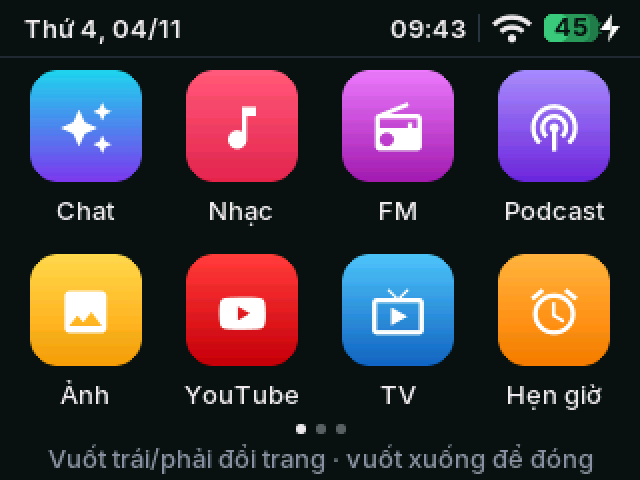 Thứ 4, 04/11 09:43 45
Chat Nhạc FM Podcast
Ảnh YouTube TV Hẹn giờ
Vuốt trái/phải đổi trang · vuốt xuống để đóng